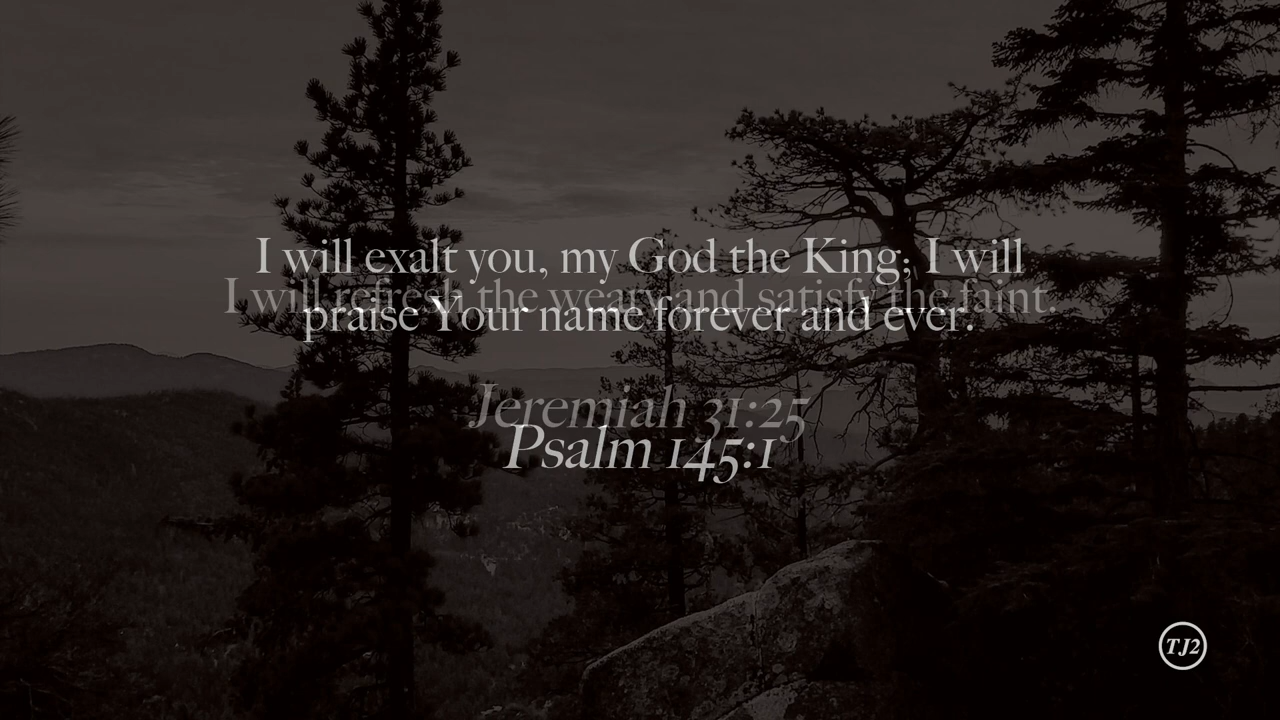 I will exalt you, my God the King; I will
I will refresh the weary and satisfy the faint.
praise Your name forever and ever.
Jeremiah 31:25
Psalm 145:1
TJ2